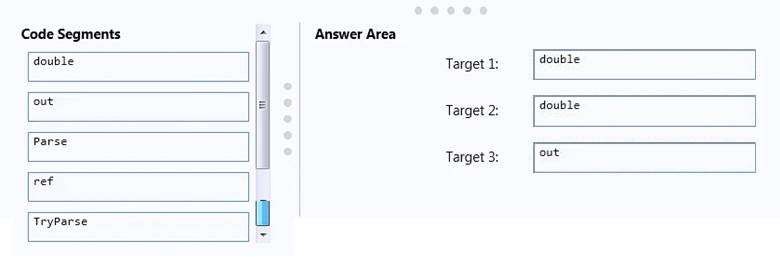 Code Segments
double
out
Parse
ref
TryParse
Answer Area
Target 1: double
Target 2: double
Target 3: out